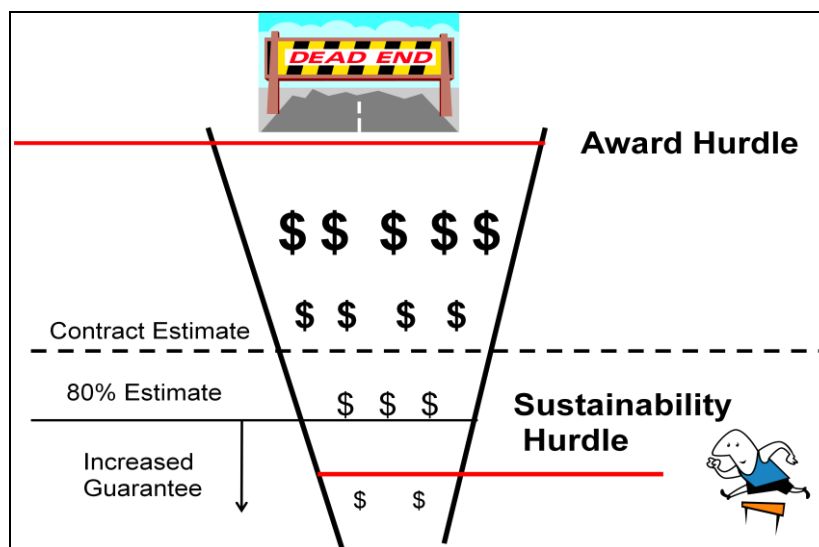 DEAD END
Award Hurdle
$ $ $ $ $
$ $ $ $
Contract Estimate
80% Estimate
$ $ $
Sustainability
Hurdle
Increased
Guarantee
$ $